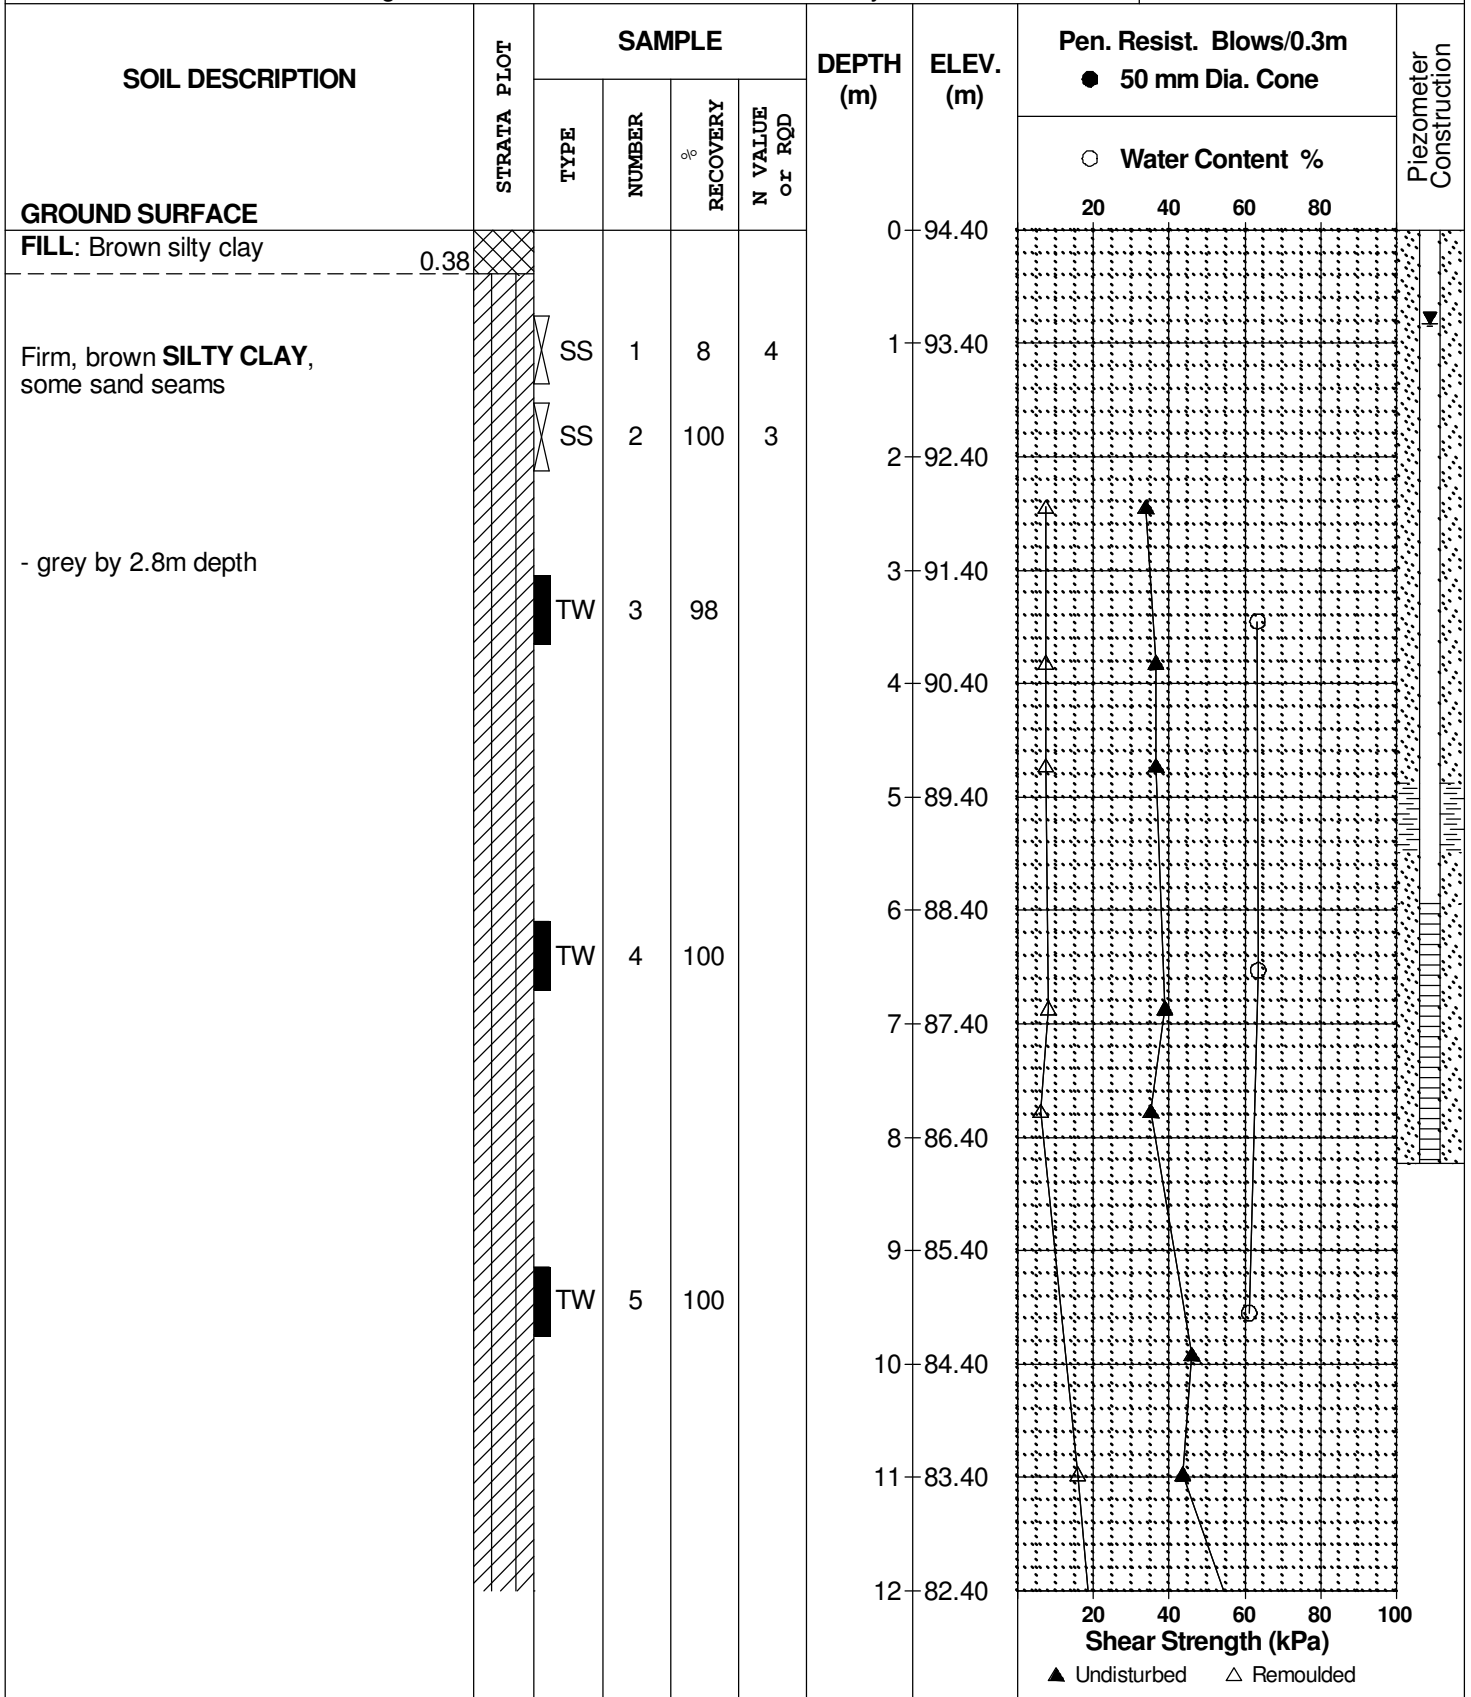 SOIL DESCRIPTION
GROUND SURFACE
STRATA PLOT
SAMPLE
TYPE
NUMBER
% RECOVERY
N VALUE or RQD
DEPTH (m)
ELEV. (m)
Pen. Resist. Blows/0.3m
● 50 mm Dia. Cone
○ Water Content %
20 40 60 80
Piezometer Construction
FILL: Brown silty clay
0.38
0 94.40
Firm, brown SILTY CLAY,
some sand seams
SS 1 8 4
1 93.40
SS 2 100 3
2 92.40
- grey by 2.8m depth
3 91.40
TW 3 98
4 90.40
5 89.40
6 88.40
TW 4 100
7 87.40
8 86.40
9 85.40
TW 5 100
10 84.40
11 83.40
12 82.40
20 40 60 80 100
Shear Strength (kPa)
▲ Undisturbed △ Remoulded